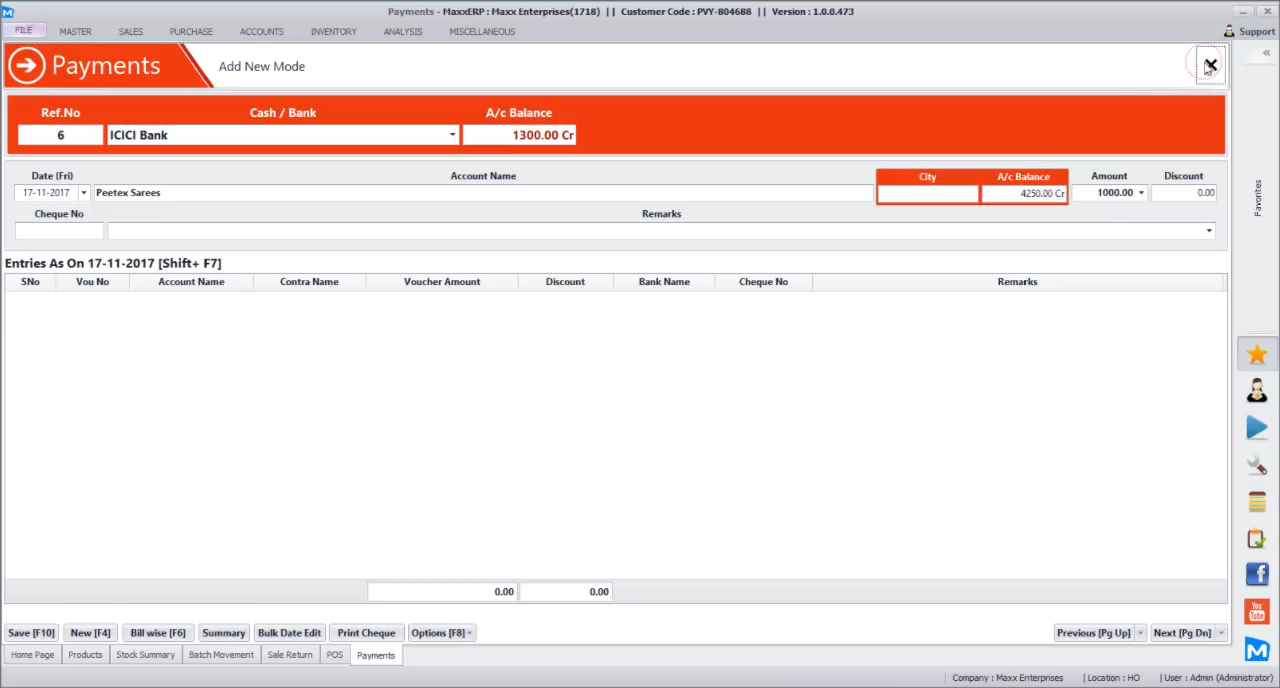 Payments - MaxxERP : Maxx Enterprises(1718) || Customer Code : PVY-804688 || Version : 1.0.0.473
FILE MASTER SALES PURCHASE ACCOUNTS INVENTORY ANALYSIS MISCELLANEOUS Support
Payments Add New Mode
Ref.No Cash / Bank A/c Balance
6 ICICI Bank 1300.00 Cr
Date (Fri) Account Name City A/c Balance Amount Discount
17-11-2017 Peetex Sarees 4250.00 Cr 1000.00 0.00
Cheque No Remarks
Favorites
Entries As On 17-11-2017 [Shift+ F7]
SNo Vou No Account Name Contra Name Voucher Amount Discount Bank Name Cheque No Remarks
0.00 0.00
You
Tube
Save [F10] New [F4] Bill wise [F6] Summary Bulk Date Edit Print Cheque Options [F8] Previous [Pg Up] Next [Pg Dn]
Home Page Products Stock Summary Batch Movement Sale Return POS Payments
Company : Maxx Enterprises | Location : HO | User : Admin (Administrator)